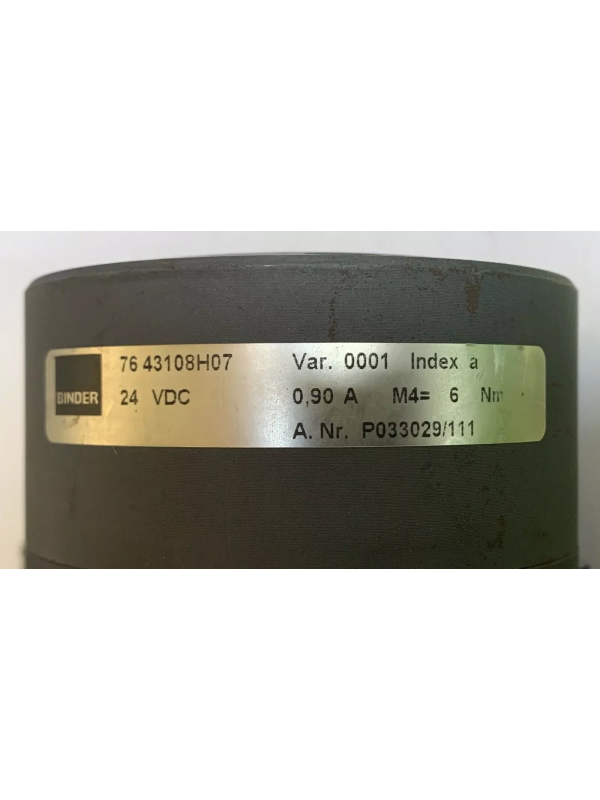 BINDER
76 43108H07 Var. 0001 Index a
24 VDC 0,90 A M4= 6 Nm
A. Nr. P033029/111